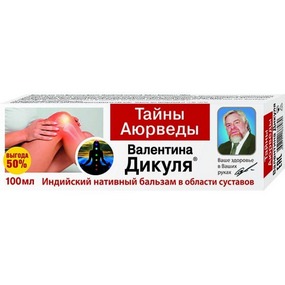 Тайны
Аюрведы
Валентина
Дикуля®
ВЫГОДА
50%
100мл Индийский нативный бальзам в области суставов
Ваше здоровье
в Ваших
руках